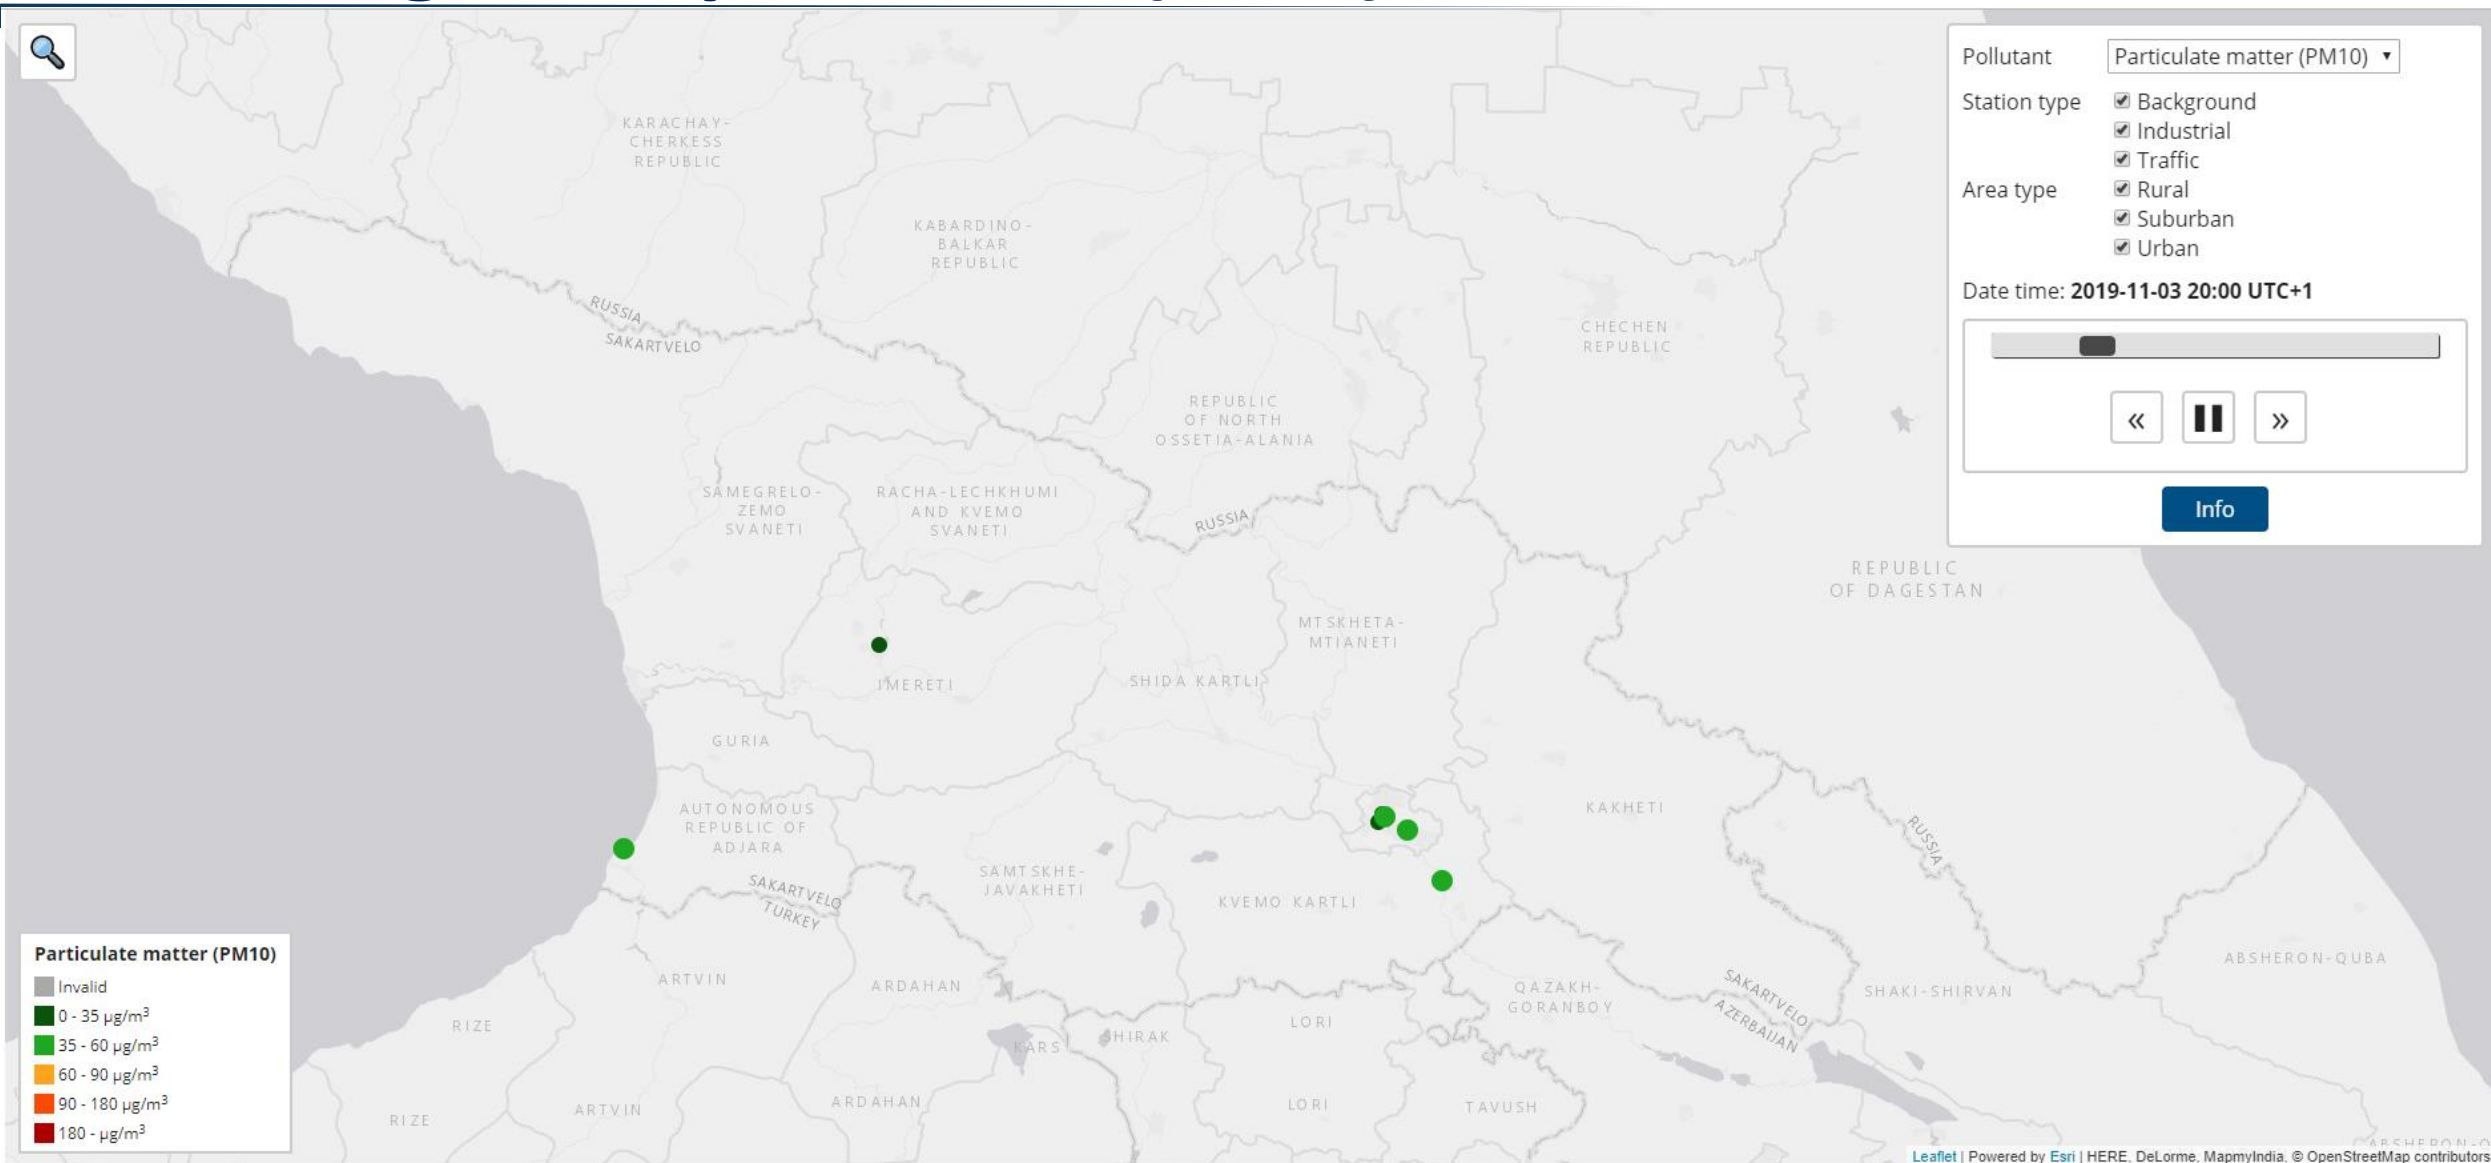 KARACHAY-
CHERKESS
REPUBLIC
KABARDINO-
BALKAR
REPUBLIC
RUSSIA
SAKARTVELO
CHECHEN
REPUBLIC
REPUBLIC
OF NORTH
OSSETIA-ALANIA
SAMEGRELO-
ZEMO
SVANETI
RACHA-LECHKHUMI
AND KVEMO
SVANETI
RUSSIA
REPUBLIC
OF DAGESTAN
MTSKHETA-
MTIANETI
IMERETI
SHIDA KARTLI
GURIA
AUTONOMOUS
REPUBLIC OF
ADJARA
KAKHETI
RUSSIA
SAMTSKHE-
JAVAKHETI
SAKARTVELO
TURKEY
KVEMO KARTLI
ARTVIN
ARDAHAN
QAZAKH-
GORANBOY
SAKARTVELO
AZERBAIJAN
SHAKI-SHIRVAN
ABSHERON-QUBA
RIZE
KARS
SHIRAK
LORI
RIZE
ARTVIN
ARDAHAN
LORI
TAVUSH
Pollutant Particulate matter (PM10) ▾
Station type Background
Industrial
Traffic
Area type Rural
Suburban
Urban
Date time: 2019-11-03 20:00 UTC+1
« »
Info
Particulate matter (PM10)
Invalid
0 - 35 µg/m³
35 - 60 µg/m³
60 - 90 µg/m³
90 - 180 µg/m³
180 - µg/m³
Leaflet | Powered by Esri | HERE, DeLorme, MapmyIndia, © OpenStreetMap contributors